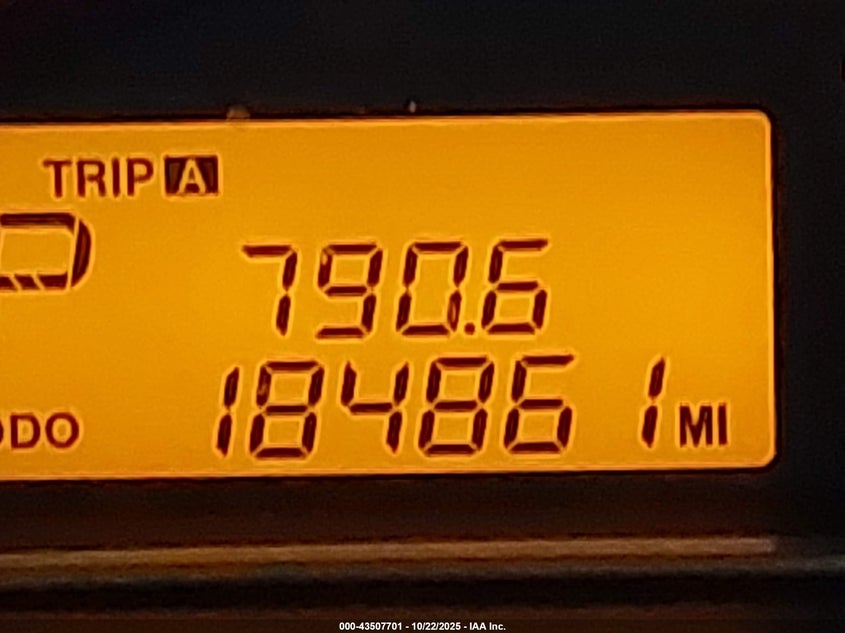 TRIP A
P
790.6
ODO 184861 MI
000-43507701 - 10/22/2025 - IAA Inc.